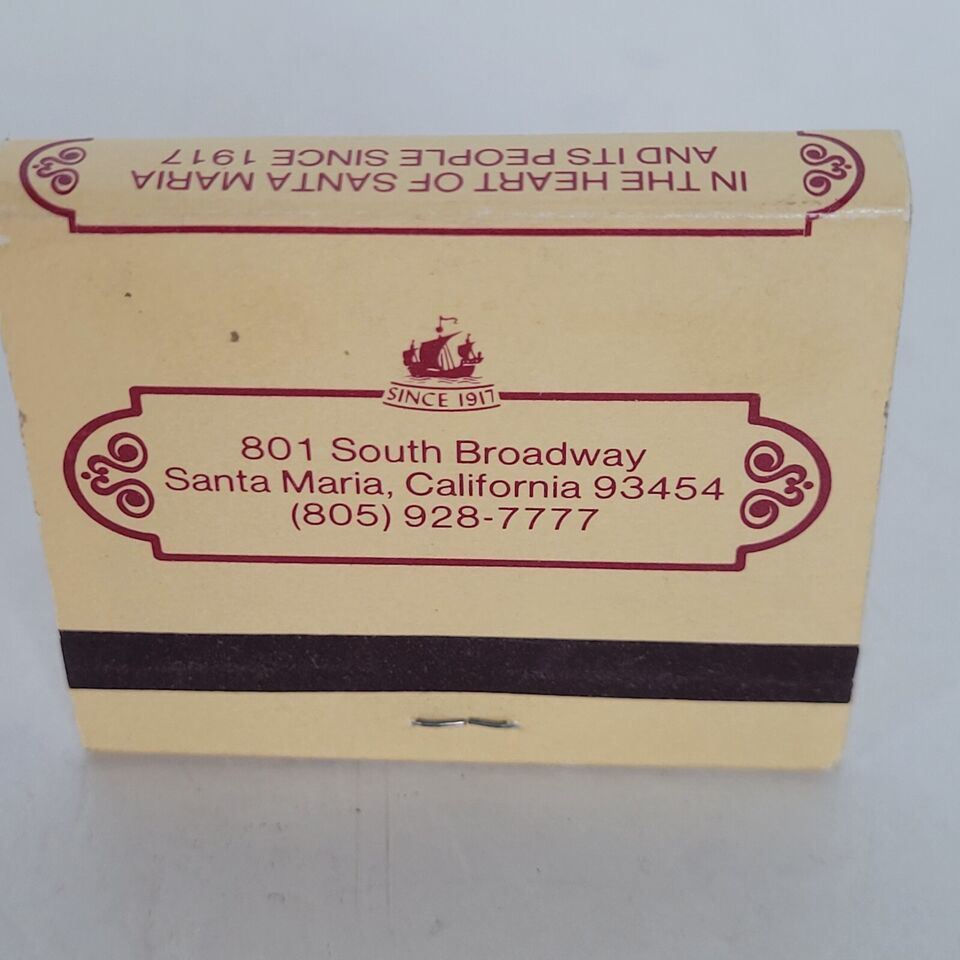 IN THE HEART OF SANTA MARIA
AND ITS PEOPLE SINCE 1917
SINCE 1917
801 South Broadway
Santa Maria, California 93454
(805) 928-7777